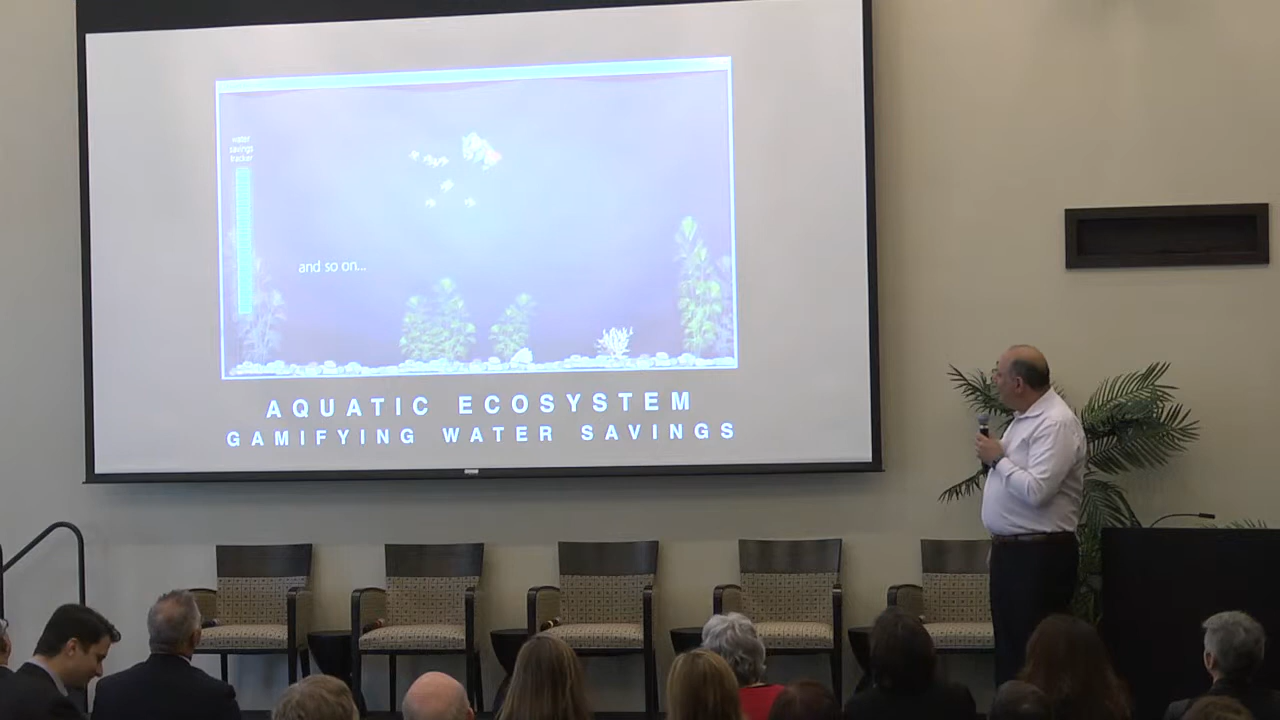 water
savings
tracker
and so on...
AQUATIC ECOSYSTEM
GAMIFYING WATER SAVINGS